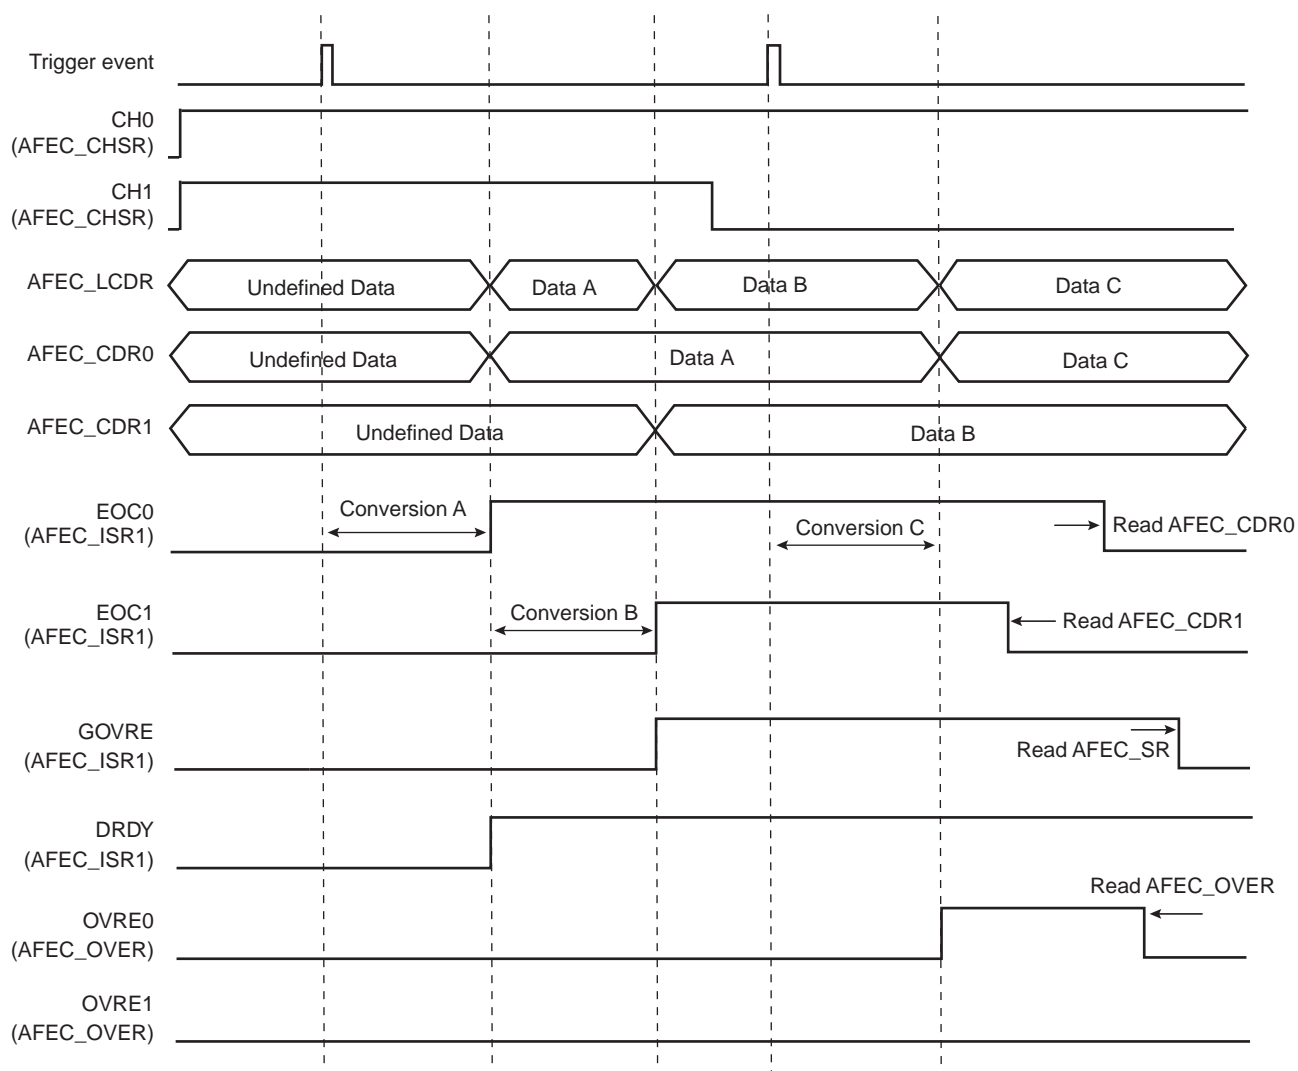 Trigger event
CH0
(AFEC_CHSR)
CH1
(AFEC_CHSR)
AFEC_LCDR
Undefined Data
Data A
Data B
Data C
AFEC_CDR0
Undefined Data
Data A
Data C
AFEC_CDR1
Undefined Data
Data B
EOC0
(AFEC_ISR1)
Conversion A
Conversion C
Read AFEC_CDR0
EOC1
(AFEC_ISR1)
Conversion B
Read AFEC_CDR1
GOVRE
(AFEC_ISR1)
Read AFEC_SR
DRDY
(AFEC_ISR1)
Read AFEC_OVER
OVRE0
(AFEC_OVER)
OVRE1
(AFEC_OVER)